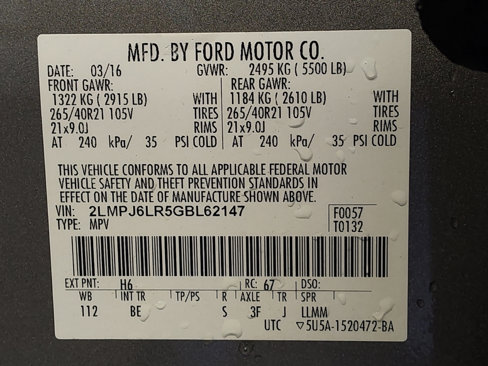 MFD. BY FORD MOTOR CO.
DATE: 03/16 GVWR: 2495 KG ( 5500 LB)
FRONT GAWR: REAR GAWR:
1322 KG ( 2915 LB) WITH 1184 KG ( 2610 LB) WITH
265/40R21 105V TIRES 265/40R21 105V TIRES
21x9.0J RIMS 21x9.0J RIMS
AT 240 kPa/ 35 PSI COLD AT 240 kPa/ 35 PSI COLD
THIS VEHICLE CONFORMS TO ALL APPLICABLE FEDERAL MOTOR
VEHICLE SAFETY AND THEFT PREVENTION STANDARDS IN
EFFECT ON THE DATE OF MANUFACTURE SHOWN ABOVE.
VIN: 2LMPJ6LR5GBL62147 F0057
TYPE: MPV T0132
EXT PNT: H6 RC: 67 DSO:
WB INT TR TP/PS R AXLE TR SPR
112 BE S 3F J LLMM
UTC ▽5U5A-1520472-BA